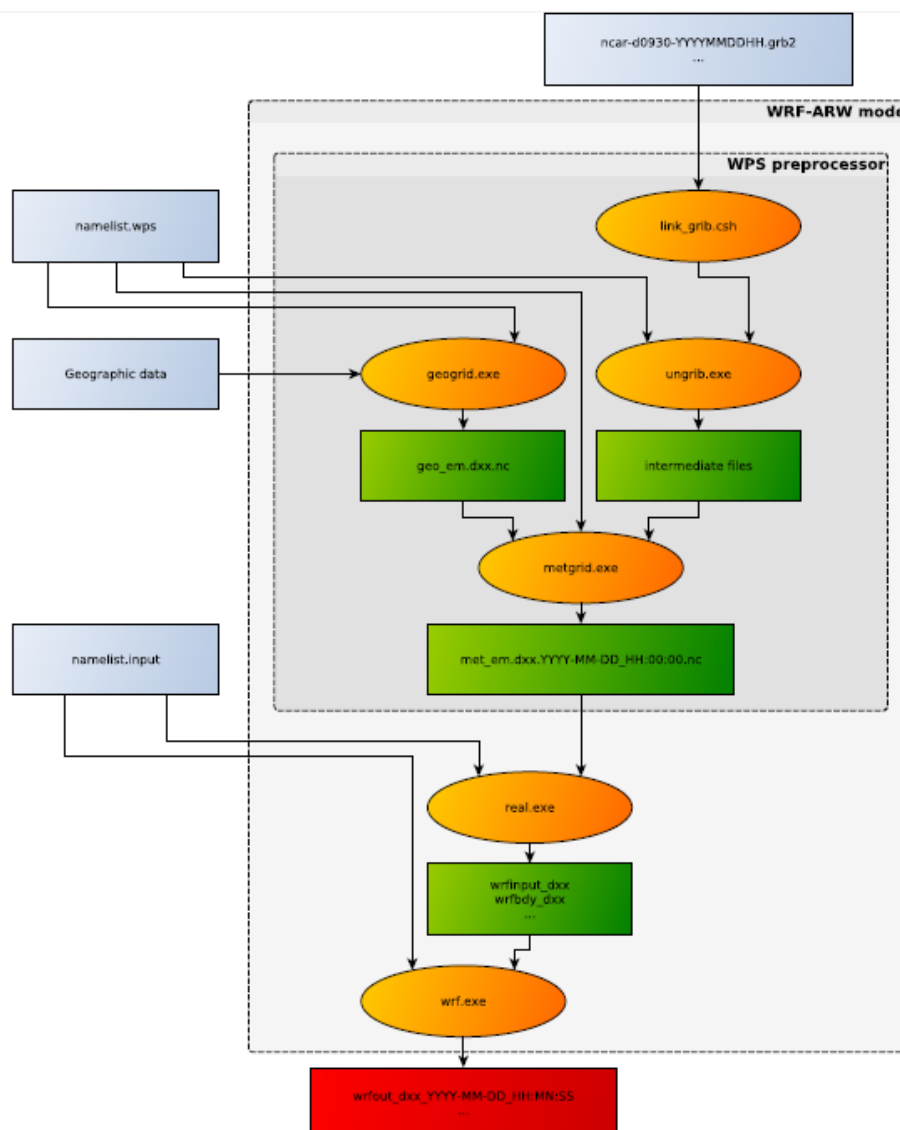 ncar-d0930-YYYYMMDDHH.grb2
...
WRF-ARW mode
WPS preprocessor
namelist.wps
link_grib.csh
Geographic data
geogrid.exe
ungrib.exe
geo_em.dxx.nc
intermediate files
metgrid.exe
namelist.input
met_em.dxx.YYYY-MM-DD_HH:00:00.nc
real.exe
wrfinput_dxx
wrfbdy_dxx
...
wrf.exe
wrfout_dxx_YYYY-MM-DD_HH:MN:SS
...